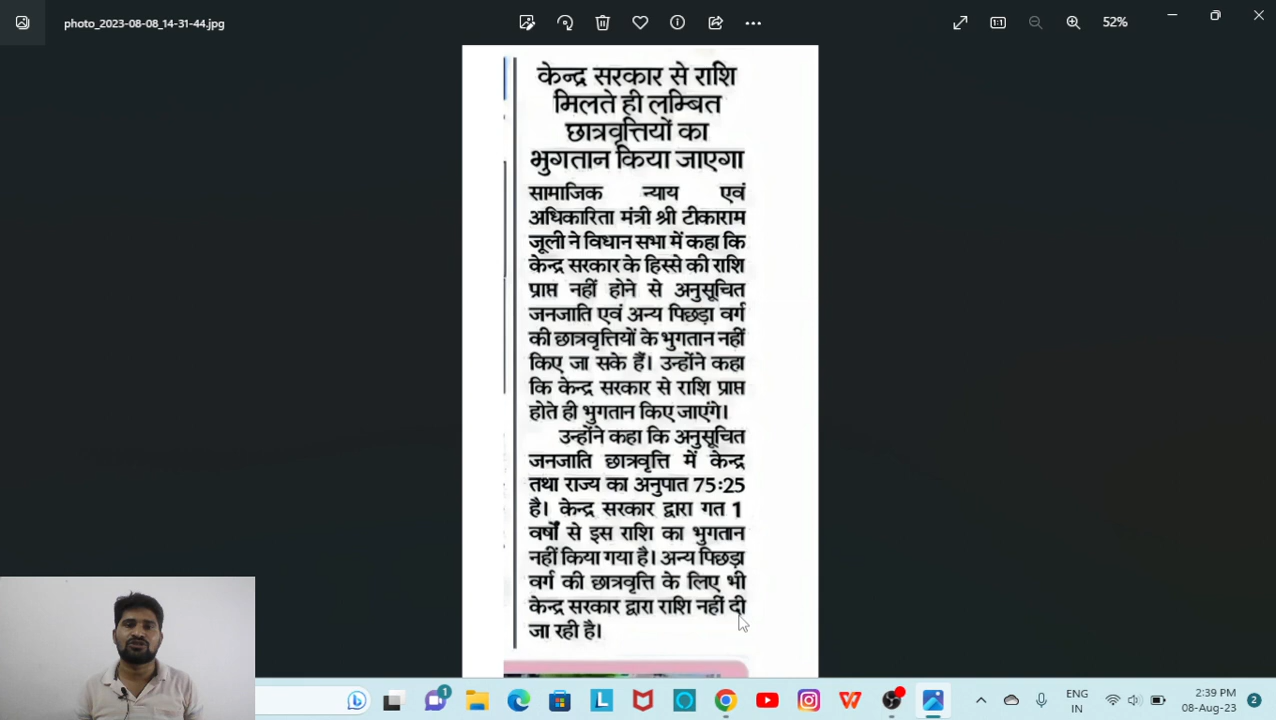 photo_2023-08-08_14-31-44.jpg
52%
केन्द्र सरकार से राशि
मिलते ही लम्बित
छात्रवृत्तियों का
भुगतान किया जाएगा
सामाजिक न्याय एवं
अधिकारिता मंत्री श्री टीकाराम
जूली ने विधान सभा में कहा कि
केन्द्र सरकार के हिस्से की राशि
प्राप्त नहीं होने से अनुसूचित
जनजाति एवं अन्य पिछड़ा वर्ग
की छात्रवृत्तियों के भुगतान नहीं
किए जा सके हैं। उन्होंने कहा
कि केन्द्र सरकार से राशि प्राप्त
होते ही भुगतान किए जाएंगे।
उन्होंने कहा कि अनुसूचित
जनजाति छात्रवृत्ति में केन्द्र
तथा राज्य का अनुपात 75:25
है। केन्द्र सरकार द्वारा गत 1
वर्षों से इस राशि का भुगतान
नहीं किया गया है। अन्य पिछड़ा
वर्ग की छात्रवृत्ति के लिए भी
केन्द्र सरकार द्वारा राशि नहीं दी
जा रही है।
1
L
W
ENG
IN
2:39 PM
08-Aug-23
2